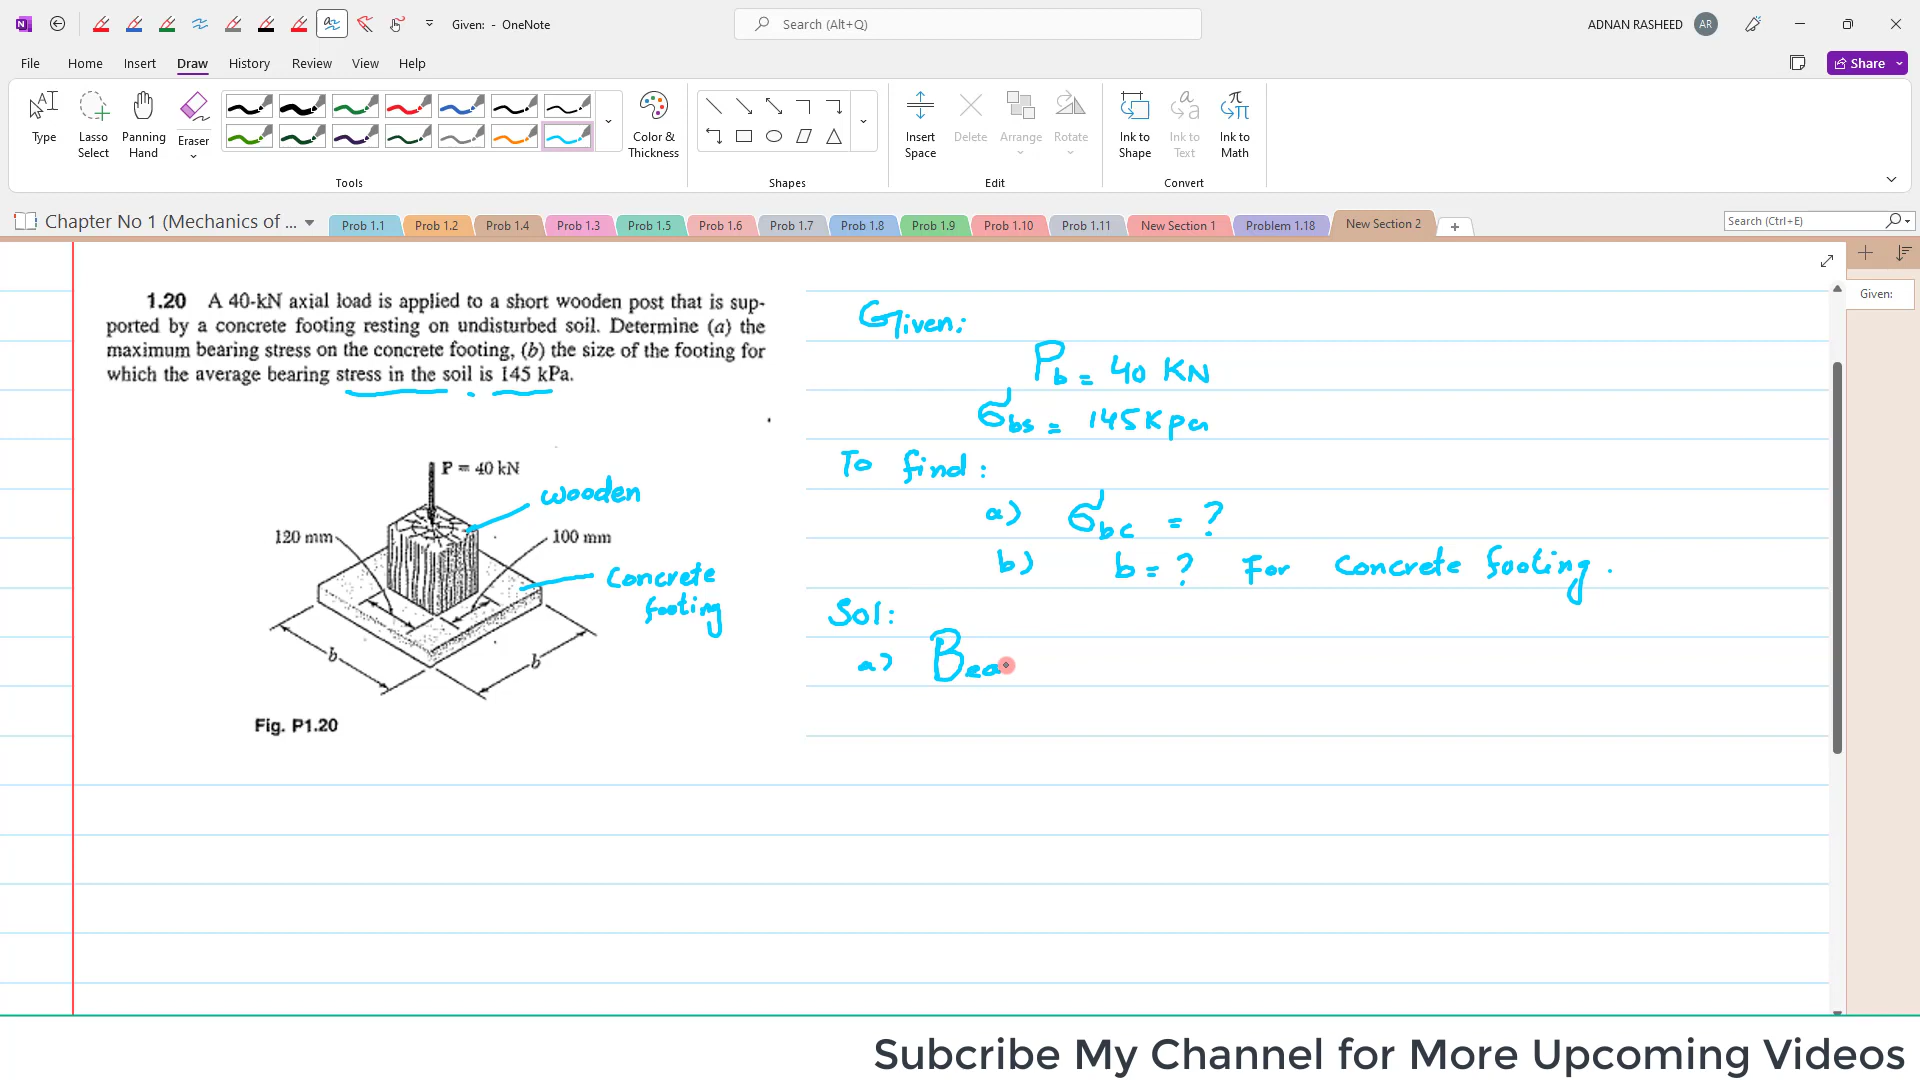 Given: - OneNote
Search (Alt+Q)
ADNAN RASHEED
AR
File Home Insert Draw History Review View Help
Share
Type
Lasso Select
Panning Hand
Eraser
Color & Thickness
Insert Space
Delete
Arrange
Rotate
Ink to Shape
Ink to Text
Ink to Math
Tools
Shapes
Edit
Convert
Chapter No 1 (Mechanics of ...
Prob 1.1
Prob 1.2
Prob 1.4
Prob 1.3
Prob 1.5
Prob 1.6
Prob 1.7
Prob 1.8
Prob 1.9
Prob 1.10
Prob 1.11
New Section 1
Problem 1.18
New Section 2
Search (Ctrl+E)
Given:
1.20 A 40-kN axial load is applied to a short wooden post that is sup-
ported by a concrete footing resting on undisturbed soil. Determine (a) the
maximum bearing stress on the concrete footing, (b) the size of the footing for
which the average bearing stress in the soil is 145 kPa.
P = 40 kN
wooden
120 mm
100 mm
Concrete
footing
b
b
Fig. P1.20
Given:
Pb = 40 KN
σbs = 145 Kpa
To find:
a) σbc = ?
b) b = ? For Concrete footing.
Sol:
a) Bea
Subcribe My Channel for More Upcoming Videos